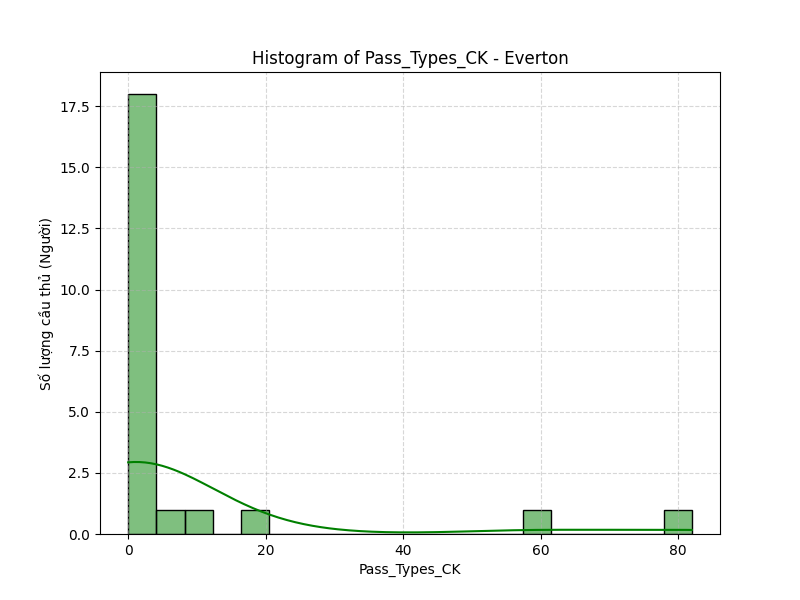 Histogram of Pass_Types_CK - Everton
Số lượng cầu thủ (Người)
17.5
15.0
12.5
10.0
7.5
5.0
2.5
0.0
0 20 40 60 80
Pass_Types_CK